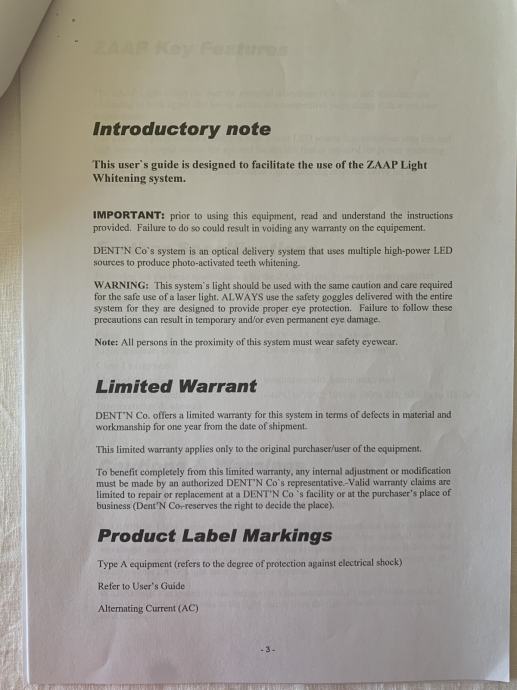 ZAAP Key Features
Introductory note
This user`s guide is designed to facilitate the use of the ZAAP Light
Whitening system.
IMPORTANT: prior to using this equipment, read and understand the instructions
provided. Failure to do so could result in voiding any warranty on the equipement.
DENT'N Co`s system is an optical delivery system that uses multiple high-power LED
sources to produce photo-activated teeth whitening.
WARNING: This system`s light should be used with the same caution and care required
for the safe use of a laser light. ALWAYS use the safety goggles delivered with the entire
system for they are designed to provide proper eye protection. Failure to follow these
precautions can result in temporary and/or even permanent eye damage.
Note: All persons in the proximity of this system must wear safety eyewear.
Limited Warrant
DENT'N Co. offers a limited warranty for this system in terms of defects in material and
workmanship for one year from the date of shipment.
This limited warranty applies only to the original purchaser/user of the equipment.
To benefit completely from this limited warranty, any internal adjustment or modification
must be made by an authorized DENT'N Co`s representative. Valid warranty claims are
limited to repair or replacement at a DENT'N Co `s facility or at the purchaser's place of
business (Dent'N Co. reserves the right to decide the place).
Product Label Markings
Type A equipment (refers to the degree of protection against electrical shock)
Refer to User's Guide
Alternating Current (AC)
- 3 -